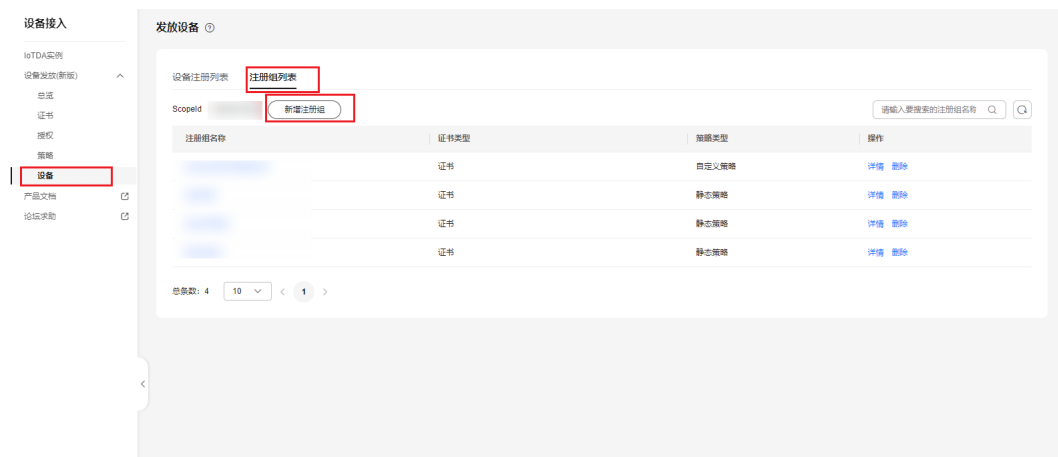 设备接入
IoTDA实例
设备发放(新版)
总览
证书
授权
策略
设备
产品文档
论坛求助
发放设备
设备注册列表 注册组列表
ScopeId 新增注册组 请输入要搜索的注册组名称
注册组名称 证书类型 策略类型 操作
证书 自定义策略 详情 删除
证书 静态策略 详情 删除
证书 静态策略 详情 删除
证书 静态策略 详情 删除
总条数: 4 10 < 1 >